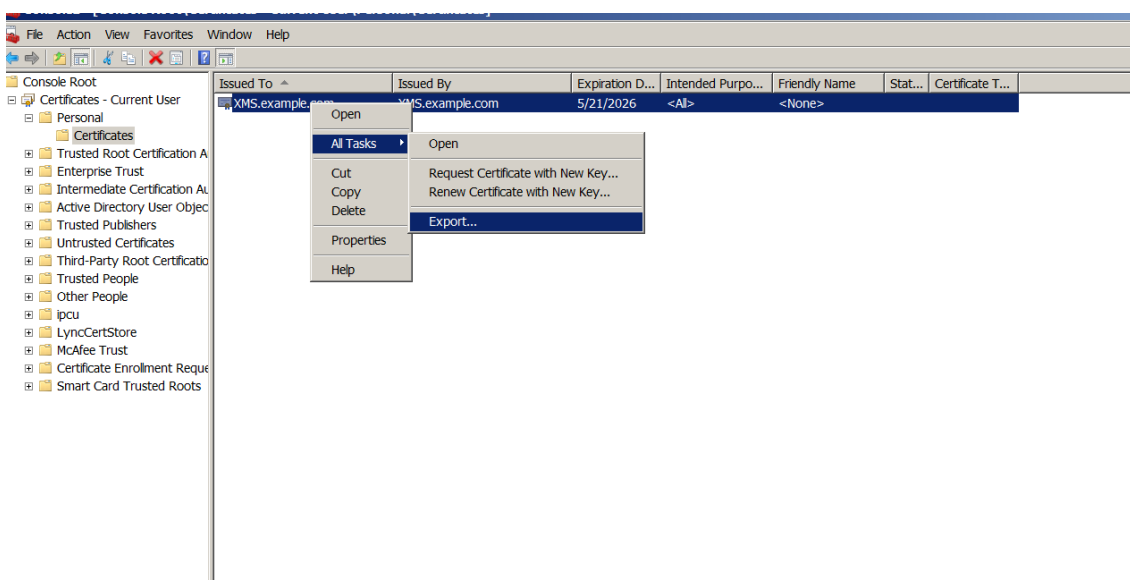 File Action View Favorites Window Help
Console Root
Certificates - Current User
Personal
Certificates
Trusted Root Certification A
Enterprise Trust
Intermediate Certification Au
Active Directory User Objec
Trusted Publishers
Untrusted Certificates
Third-Party Root Certificatio
Trusted People
Other People
ipcu
LyncCertStore
McAfee Trust
Certificate Enrollment Reque
Smart Card Trusted Roots
Issued To Issued By Expiration D... Intended Purpo... Friendly Name Stat... Certificate T...
XMS.example.com XMS.example.com 5/21/2026 <All> <None>
Open
All Tasks
Cut
Copy
Delete
Properties
Help
Open
Request Certificate with New Key...
Renew Certificate with New Key...
Export...